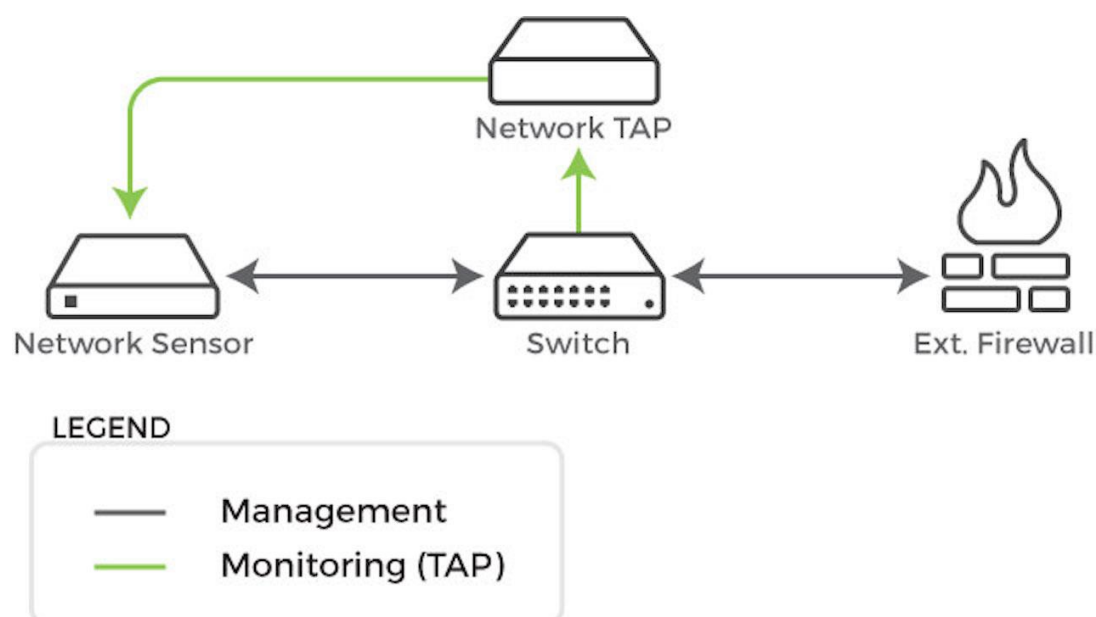 Network TAP
Network Sensor
Switch
Ext. Firewall
LEGEND
Management
Monitoring (TAP)